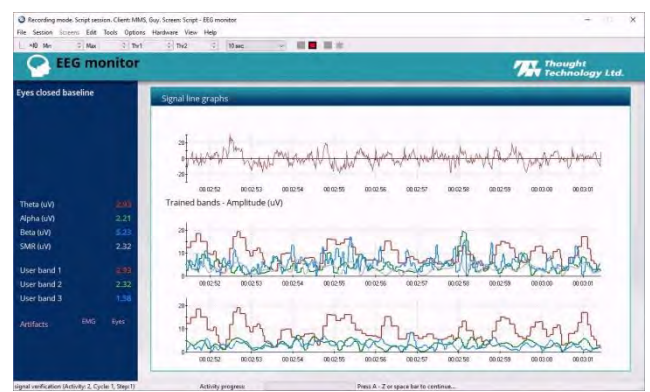 Recording mode. Script session. Client: MMS, Guy. Screen: Script - EEG monitor
File Session Screens Edit Tools Options Hardware View Help
Min Max Thr1 Thr2 10 sec
EEG monitor
Thought
Technology Ltd.
Eyes closed baseline
Signal line graphs
20
0
-20
00:02:52 00:02:53 00:02:54 00:02:55 00:02:56 00:02:57 00:02:58 00:02:59 00:03:00 00:03:01
Trained bands - Amplitude (uV)
20
10
0
00:02:52 00:02:53 00:02:54 00:02:55 00:02:56 00:02:57 00:02:58 00:02:59 00:03:00 00:03:01
20
10
0
00:02:52 00:02:53 00:02:54 00:02:55 00:02:56 00:02:57 00:02:58 00:02:59 00:03:00 00:03:01
Theta (uV) 2.93
Alpha (uV) 2.21
Beta (uV) 5.23
SMR (uV) 2.32
User band 1 2.93
User band 2 2.32
User band 3 1.58
Artifacts EMG Eyes
signal verification (Activity: 2, Cycle: 1, Step:1) Activity progress Press A - Z or space bar to continue...